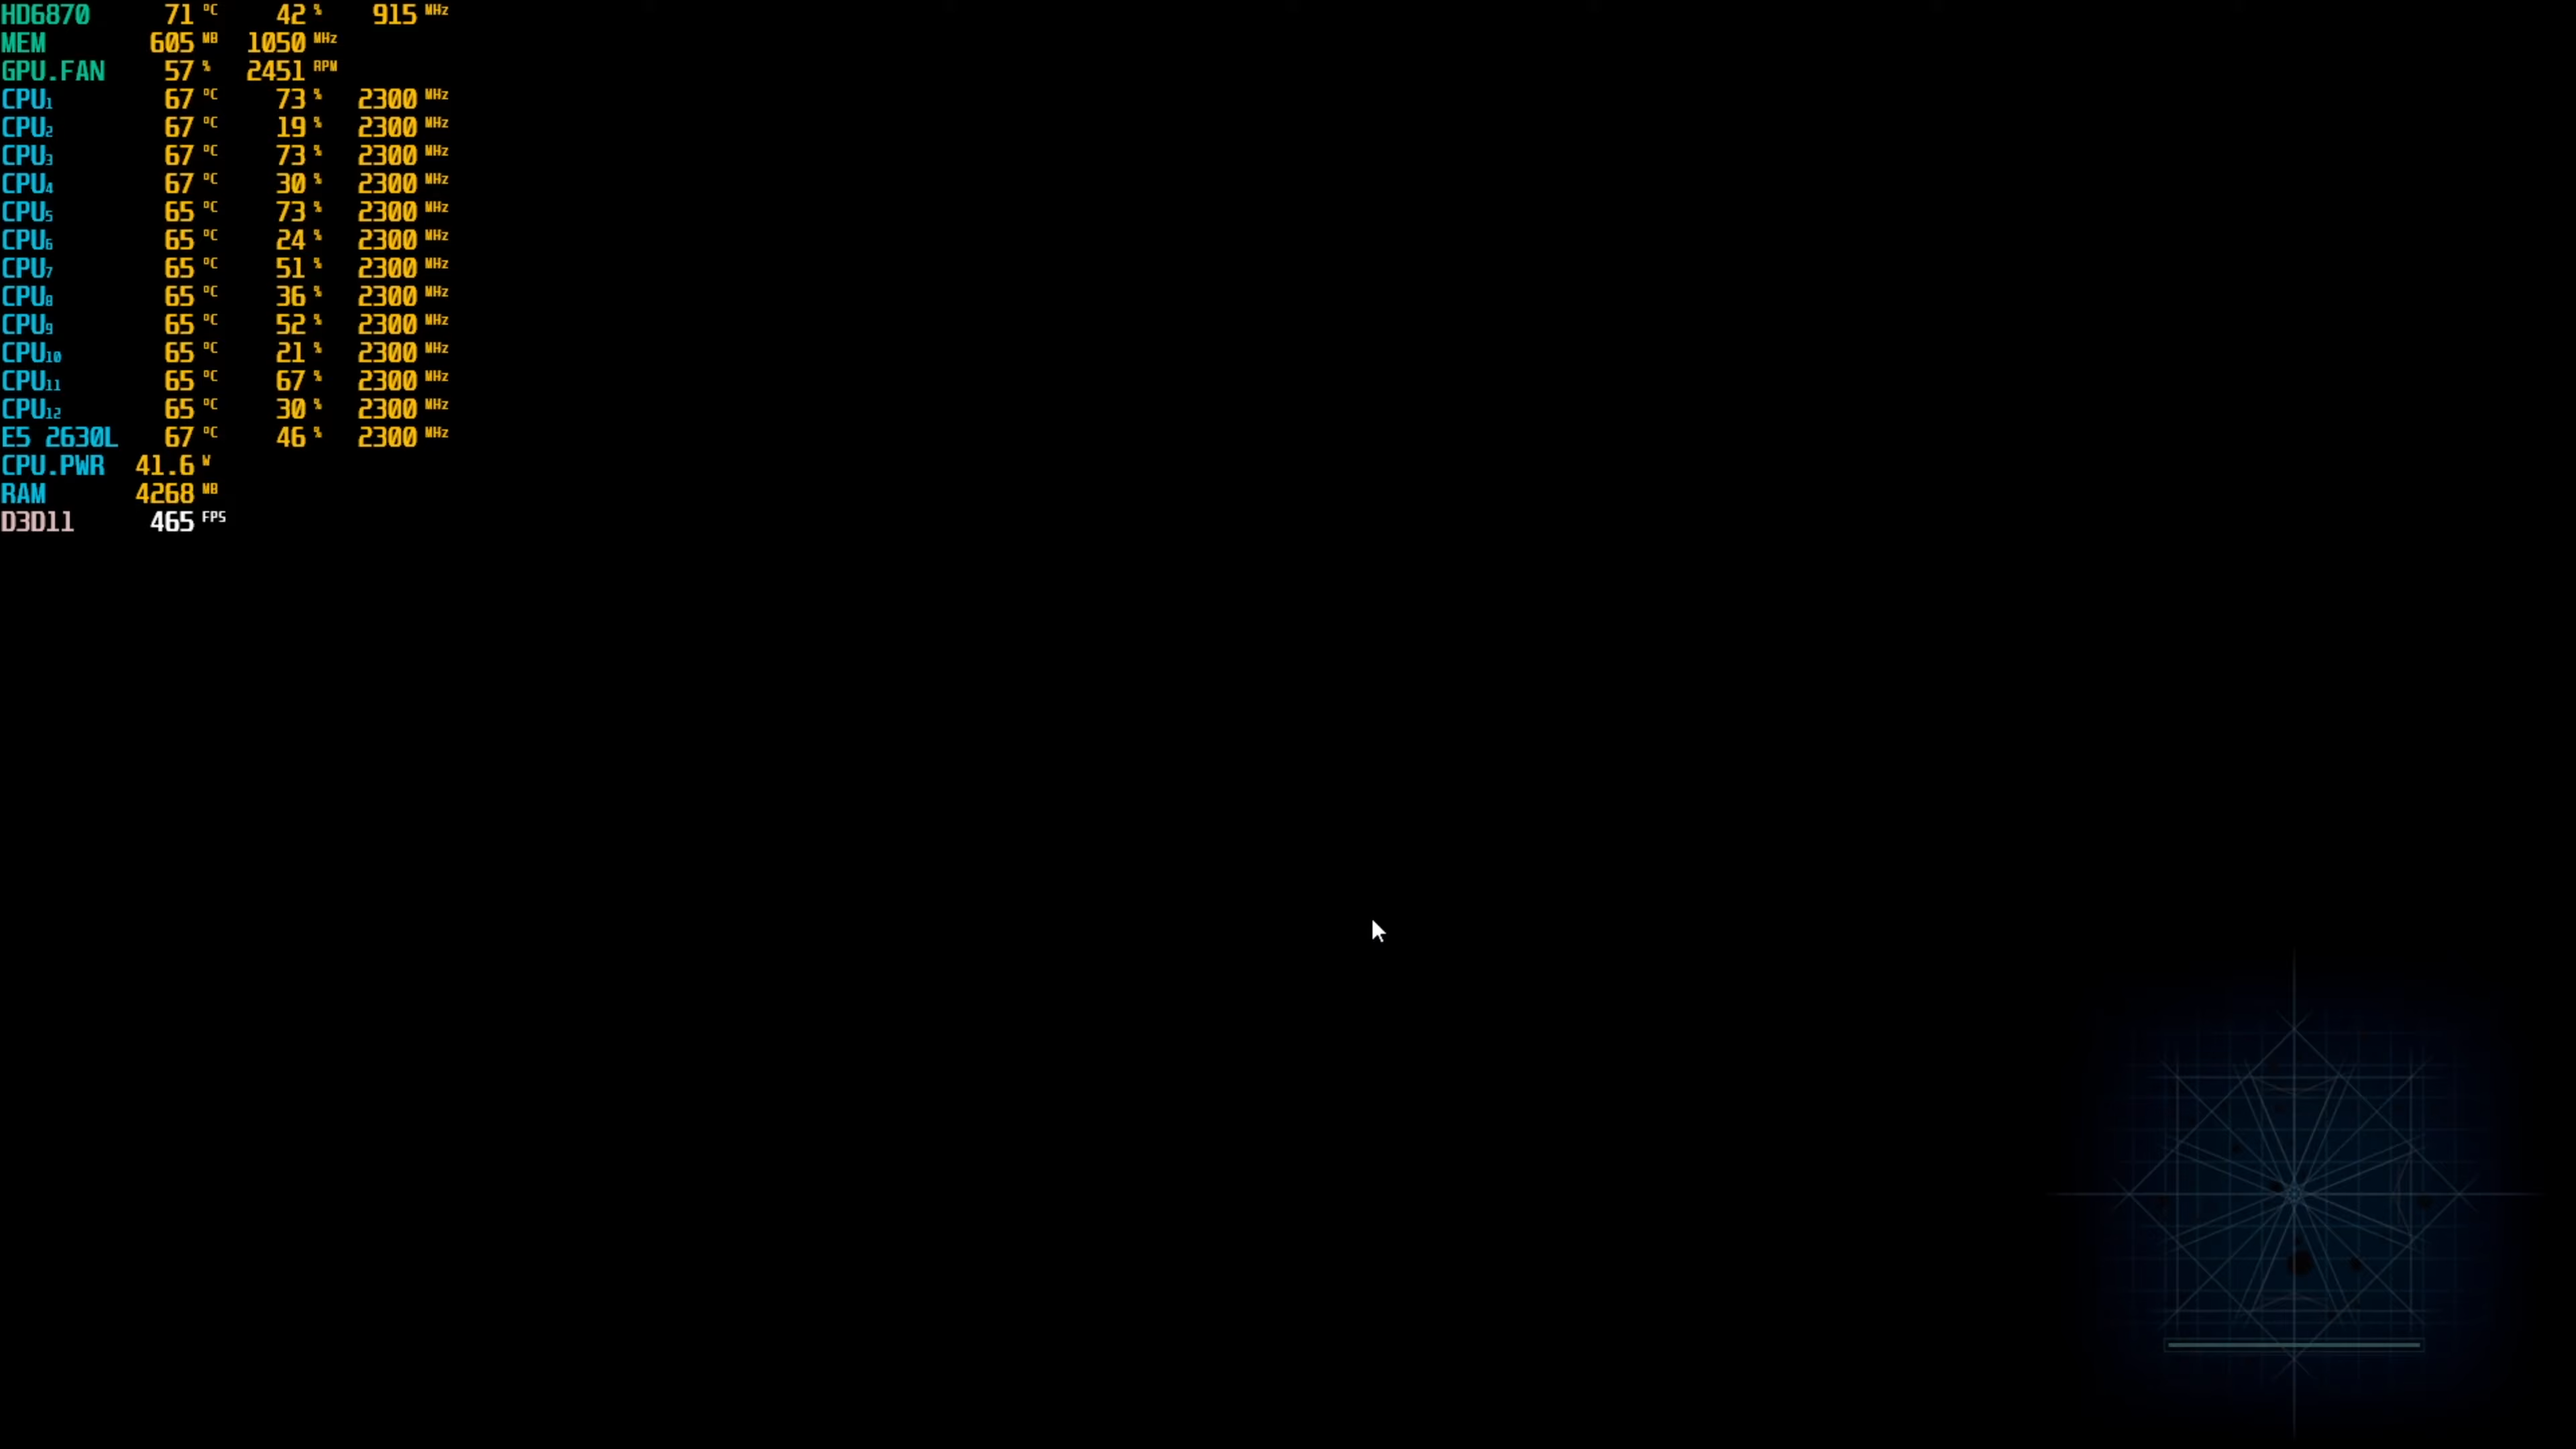 HD6870 71 °C 42 % 915 MHz
MEM 605 MB 1050 MHz
GPU.FAN 57 % 2451 RPM
CPU1 67 °C 73 % 2300 MHz
CPU2 67 °C 19 % 2300 MHz
CPU3 67 °C 73 % 2300 MHz
CPU4 67 °C 30 % 2300 MHz
CPU5 65 °C 73 % 2300 MHz
CPU6 65 °C 24 % 2300 MHz
CPU7 65 °C 51 % 2300 MHz
CPU8 65 °C 36 % 2300 MHz
CPU9 65 °C 52 % 2300 MHz
CPU10 65 °C 21 % 2300 MHz
CPU11 65 °C 67 % 2300 MHz
CPU12 65 °C 30 % 2300 MHz
E5 2630L 67 °C 46 % 2300 MHz
CPU.PWR 41.6 W
RAM 4268 MB
D3D11 465 FPS